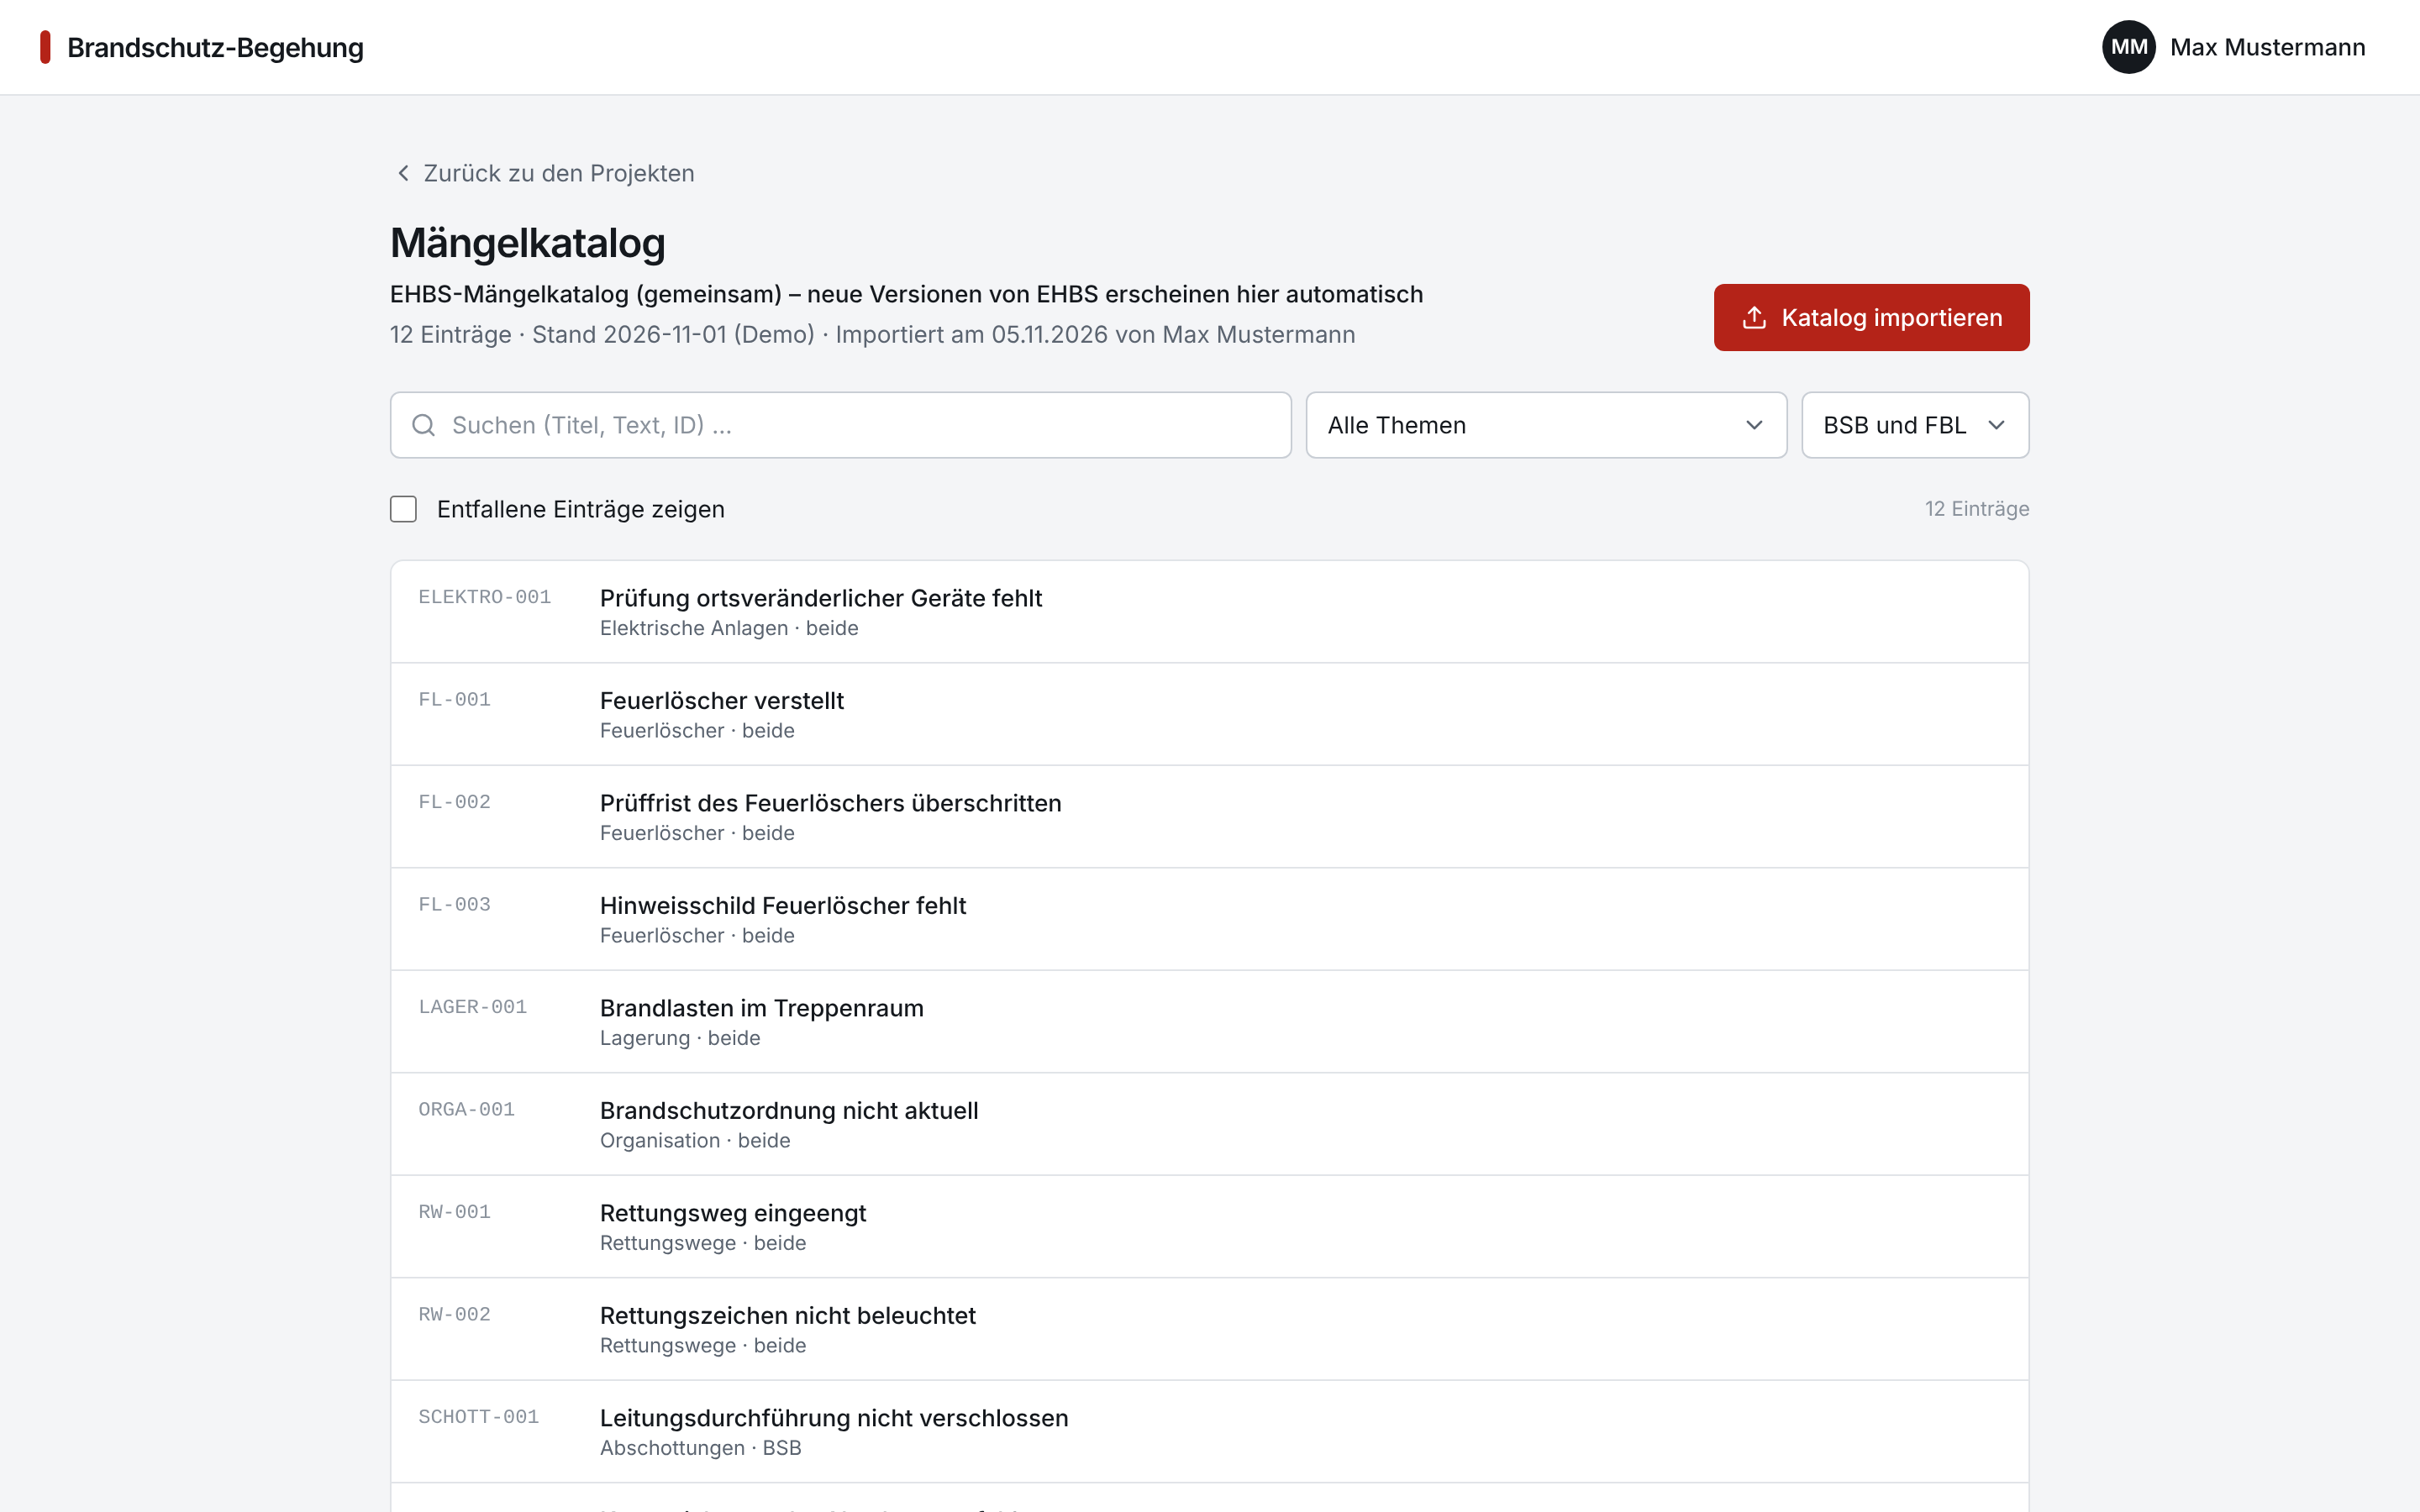 Brandschutz-Begehung
MM Max Mustermann
Zurück zu den Projekten
Mängelkatalog
EHBS-Mängelkatalog (gemeinsam) – neue Versionen von EHBS erscheinen hier automatisch
12 Einträge · Stand 2026-11-01 (Demo) · Importiert am 05.11.2026 von Max Mustermann
Katalog importieren
Suchen (Titel, Text, ID) ...
Alle Themen
BSB und FBL
Entfallene Einträge zeigen
12 Einträge
ELEKTRO-001
Prüfung ortsveränderlicher Geräte fehlt
Elektrische Anlagen · beide
FL-001
Feuerlöscher verstellt
Feuerlöscher · beide
FL-002
Prüffrist des Feuerlöschers überschritten
Feuerlöscher · beide
FL-003
Hinweisschild Feuerlöscher fehlt
Feuerlöscher · beide
LAGER-001
Brandlasten im Treppenraum
Lagerung · beide
ORGA-001
Brandschutzordnung nicht aktuell
Organisation · beide
RW-001
Rettungsweg eingeengt
Rettungswege · beide
RW-002
Rettungszeichen nicht beleuchtet
Rettungswege · beide
SCHOTT-001
Leitungsdurchführung nicht verschlossen
Abschottungen · BSB